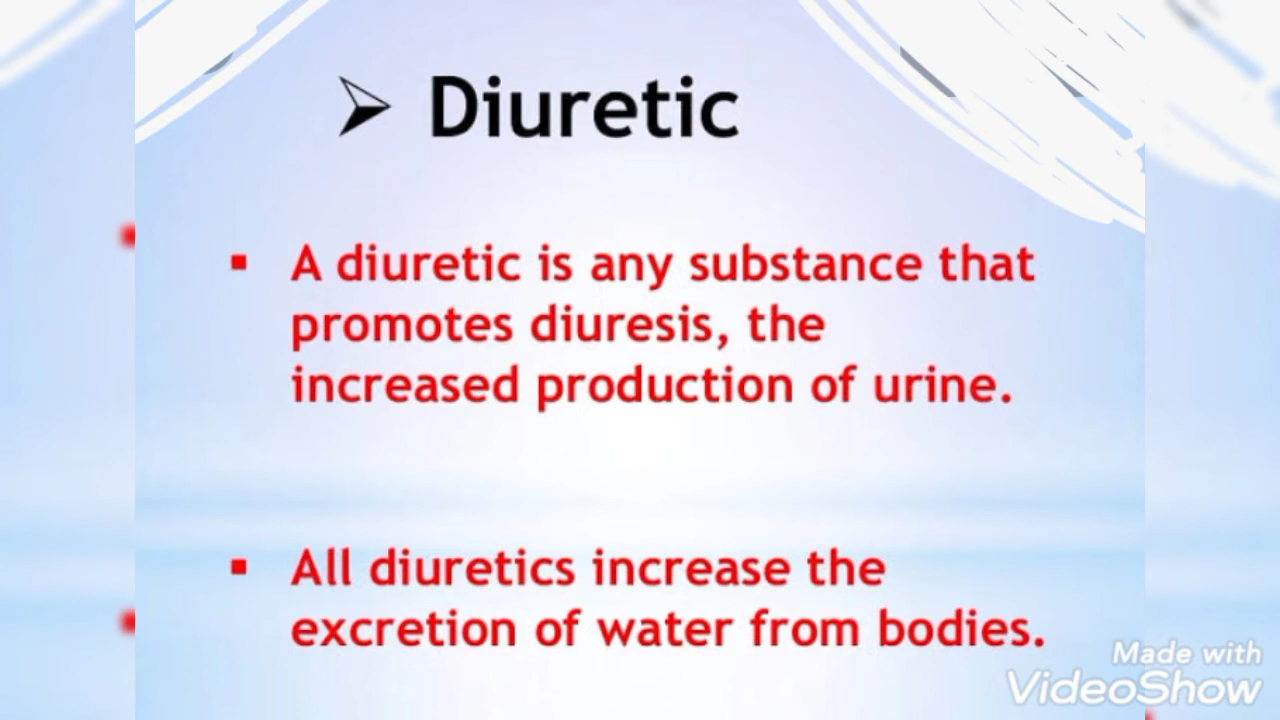 Diuretic
A diuretic is any substance that
promotes diuresis, the
increased production of urine.
All diuretics increase the
excretion of water from bodies.
Made with
VideoShow